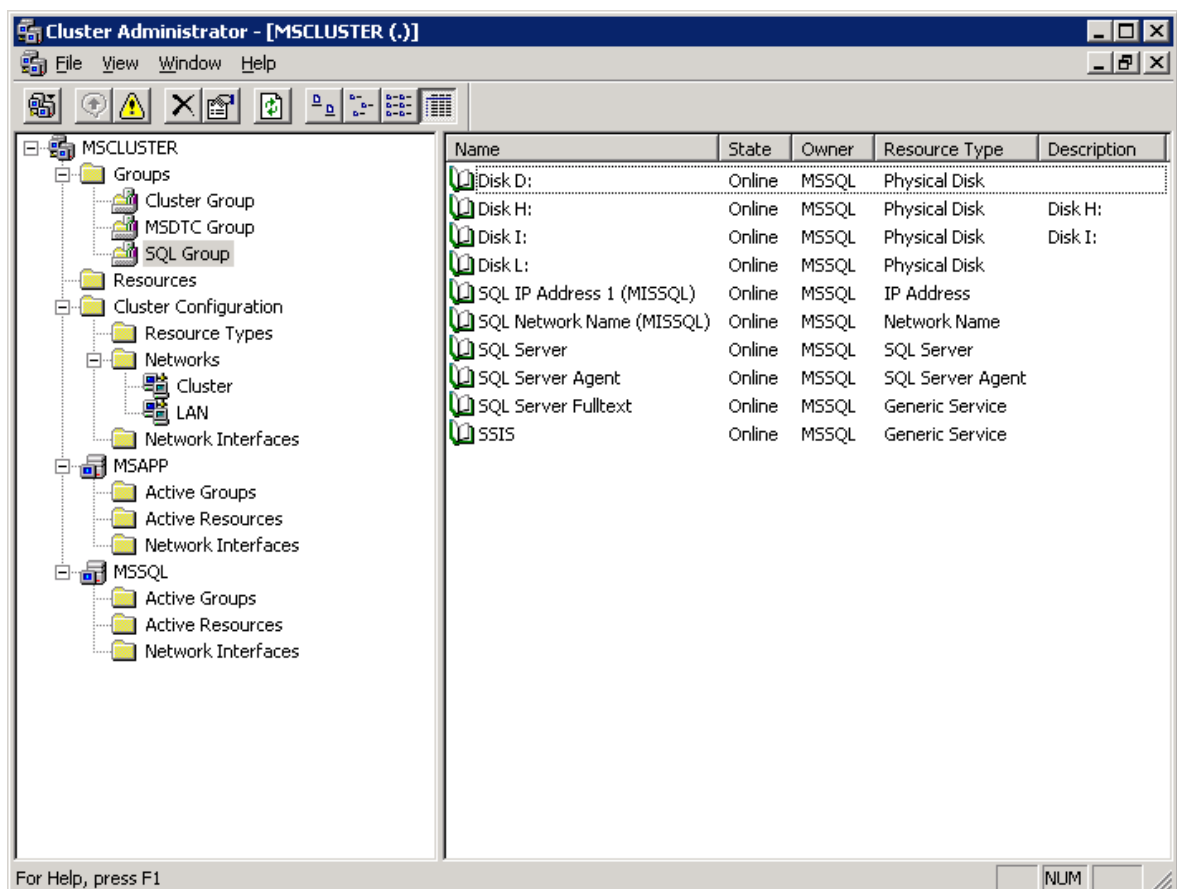 Cluster Administrator - [MSCLUSTER (.)]
File View Window Help
MSCLUSTER
Groups
Cluster Group
MSDTC Group
SQL Group
Resources
Cluster Configuration
Resource Types
Networks
Cluster
LAN
Network Interfaces
MSAPP
Active Groups
Active Resources
Network Interfaces
MSSQL
Active Groups
Active Resources
Network Interfaces
Name State Owner Resource Type Description
Disk D: Online MSSQL Physical Disk
Disk H: Online MSSQL Physical Disk Disk H:
Disk I: Online MSSQL Physical Disk Disk I:
Disk L: Online MSSQL Physical Disk
SQL IP Address 1 (MISSQL) Online MSSQL IP Address
SQL Network Name (MISSQL) Online MSSQL Network Name
SQL Server Online MSSQL SQL Server
SQL Server Agent Online MSSQL SQL Server Agent
SQL Server Fulltext Online MSSQL Generic Service
SSIS Online MSSQL Generic Service
For Help, press F1 NUM